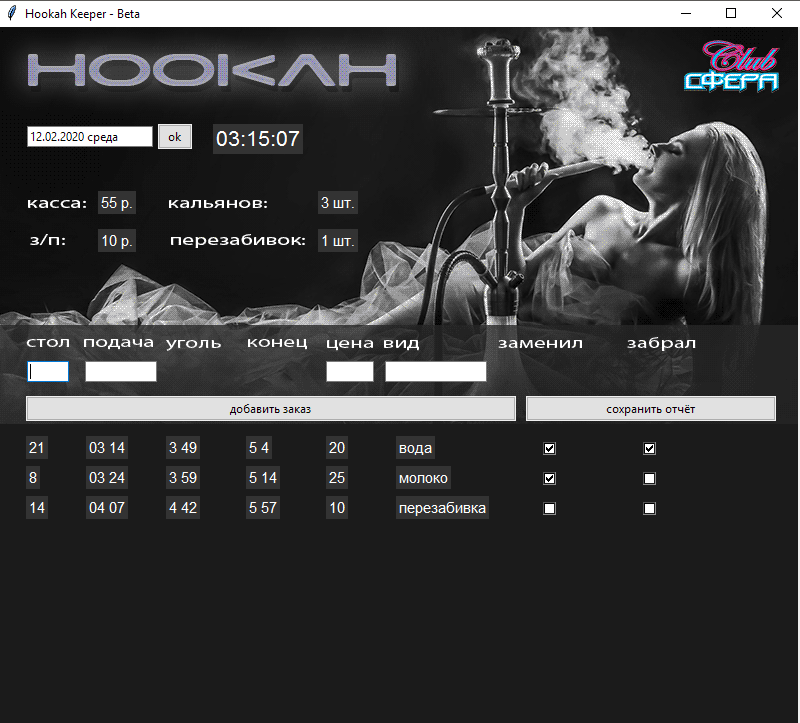 Hookah Keeper - Beta
HOOKAH
Club
СФЕРА
12.02.2020 среда ok 03:15:07
касса: 55 р. кальянов: 3 шт.
з/п: 10 р. перезабивок: 1 шт.
стол подача уголь конец цена вид заменил забрал
добавить заказ сохранить отчёт
21 03 14 3 49 5 4 20 вода
8 03 24 3 59 5 14 25 молоко
14 04 07 4 42 5 57 10 перезабивка